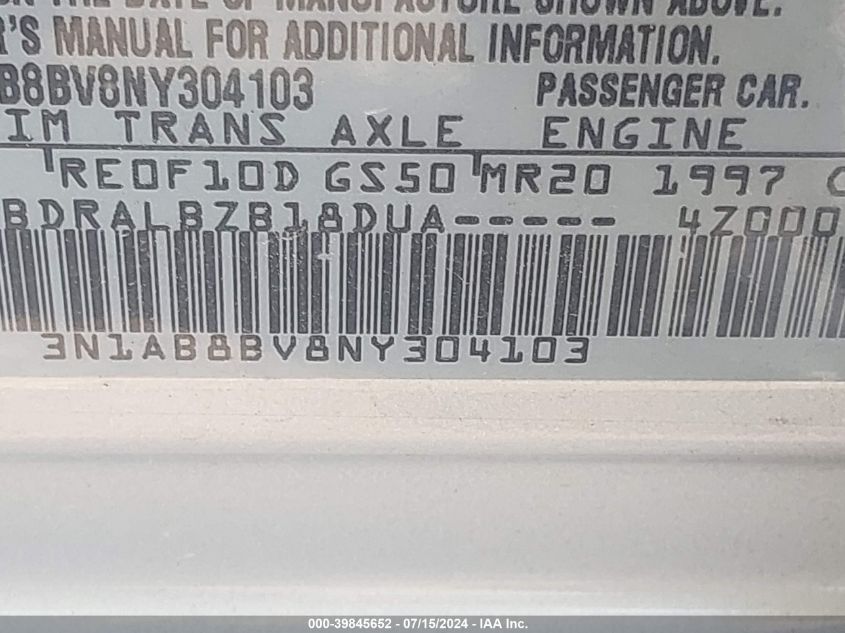 ON THE DATE OF MANUFACTURE SHOWN ABOVE.
R'S MANUAL FOR ADDITIONAL INFORMATION.
B8BV8NY304103 PASSENGER CAR.
IM TRANS AXLE ENGINE
RE0F10D GS50 MR20 1997 C
BDRALBZB18DUA----- 4Z000
3N1AB8BV8NY304103
000-39845652 / 07/15/2024 - IAA Inc.